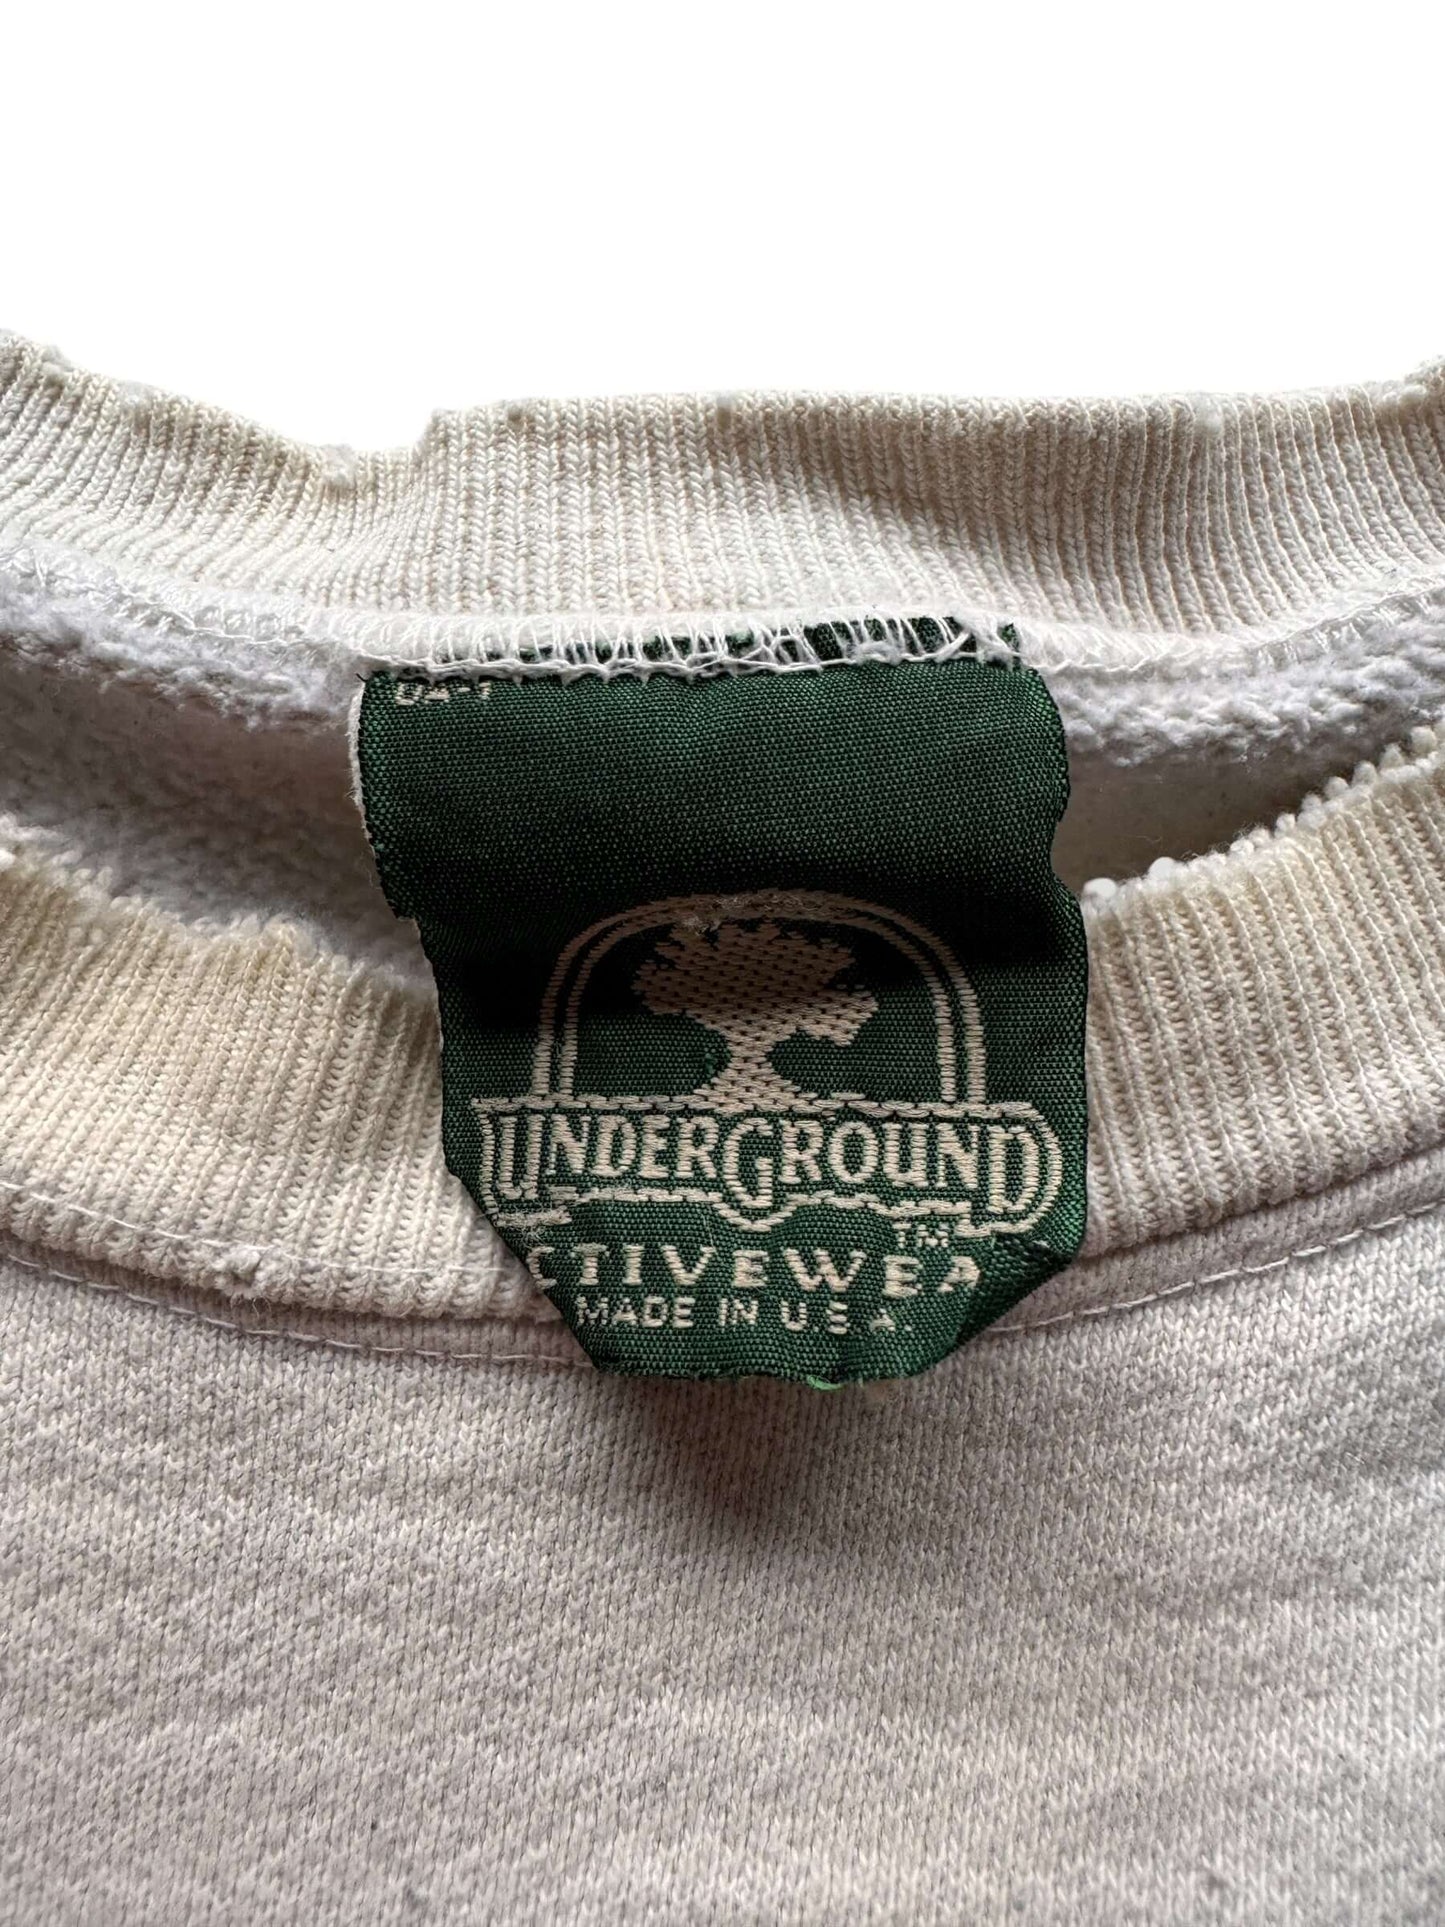 UNDERGROUND
TM
CTIVEWEA
MADE IN U.S.A.